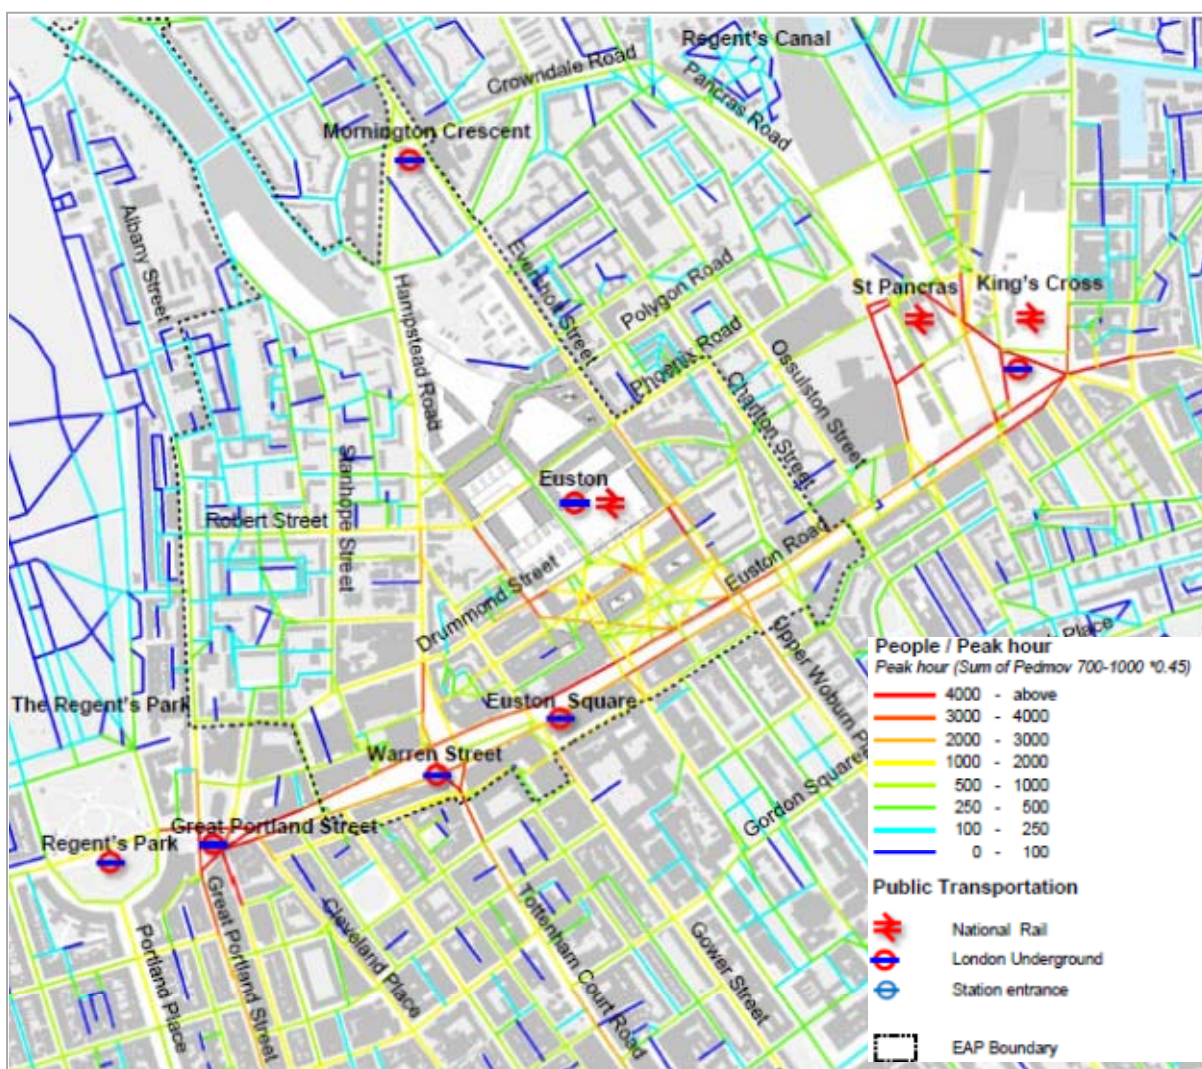 Regent's Canal
Crowndale Road
Pancras Road
Mornington Crescent
Albany Street
Eversholt Street
Polygon Road
St Pancras
King's Cross
Hampstead Road
Phoenix Road
Ossulston Street
Charlton Street
Stanhope Street
Euston
Robert Street
Euston Road
Drummond Street
Upper Woburn
Place
The Regent's Park
Euston Square
Warren Street
Gordon Square
Great Portland Street
Regent's Park
Great Portland Street
Cleveland Place
Tottenham Court Road
Gower Street
Portland Place
People / Peak hour
Peak hour (Sum of Pedmov 700-1000 *0.45)
4000 - above
3000 - 4000
2000 - 3000
1000 - 2000
500 - 1000
250 - 500
100 - 250
0 - 100
Public Transportation
National Rail
London Underground
Station entrance
EAP Boundary